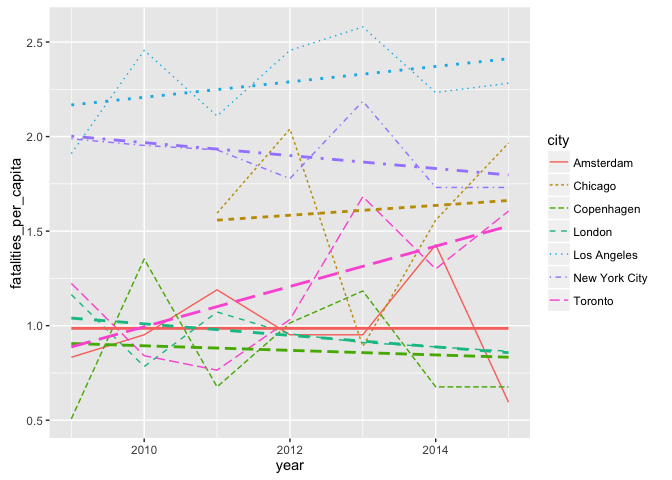 2.5
2.0
1.5
1.0
0.5
fatalities_per_capita
2010
2012
2014
year
city
Amsterdam
Chicago
Copenhagen
London
Los Angeles
New York City
Toronto